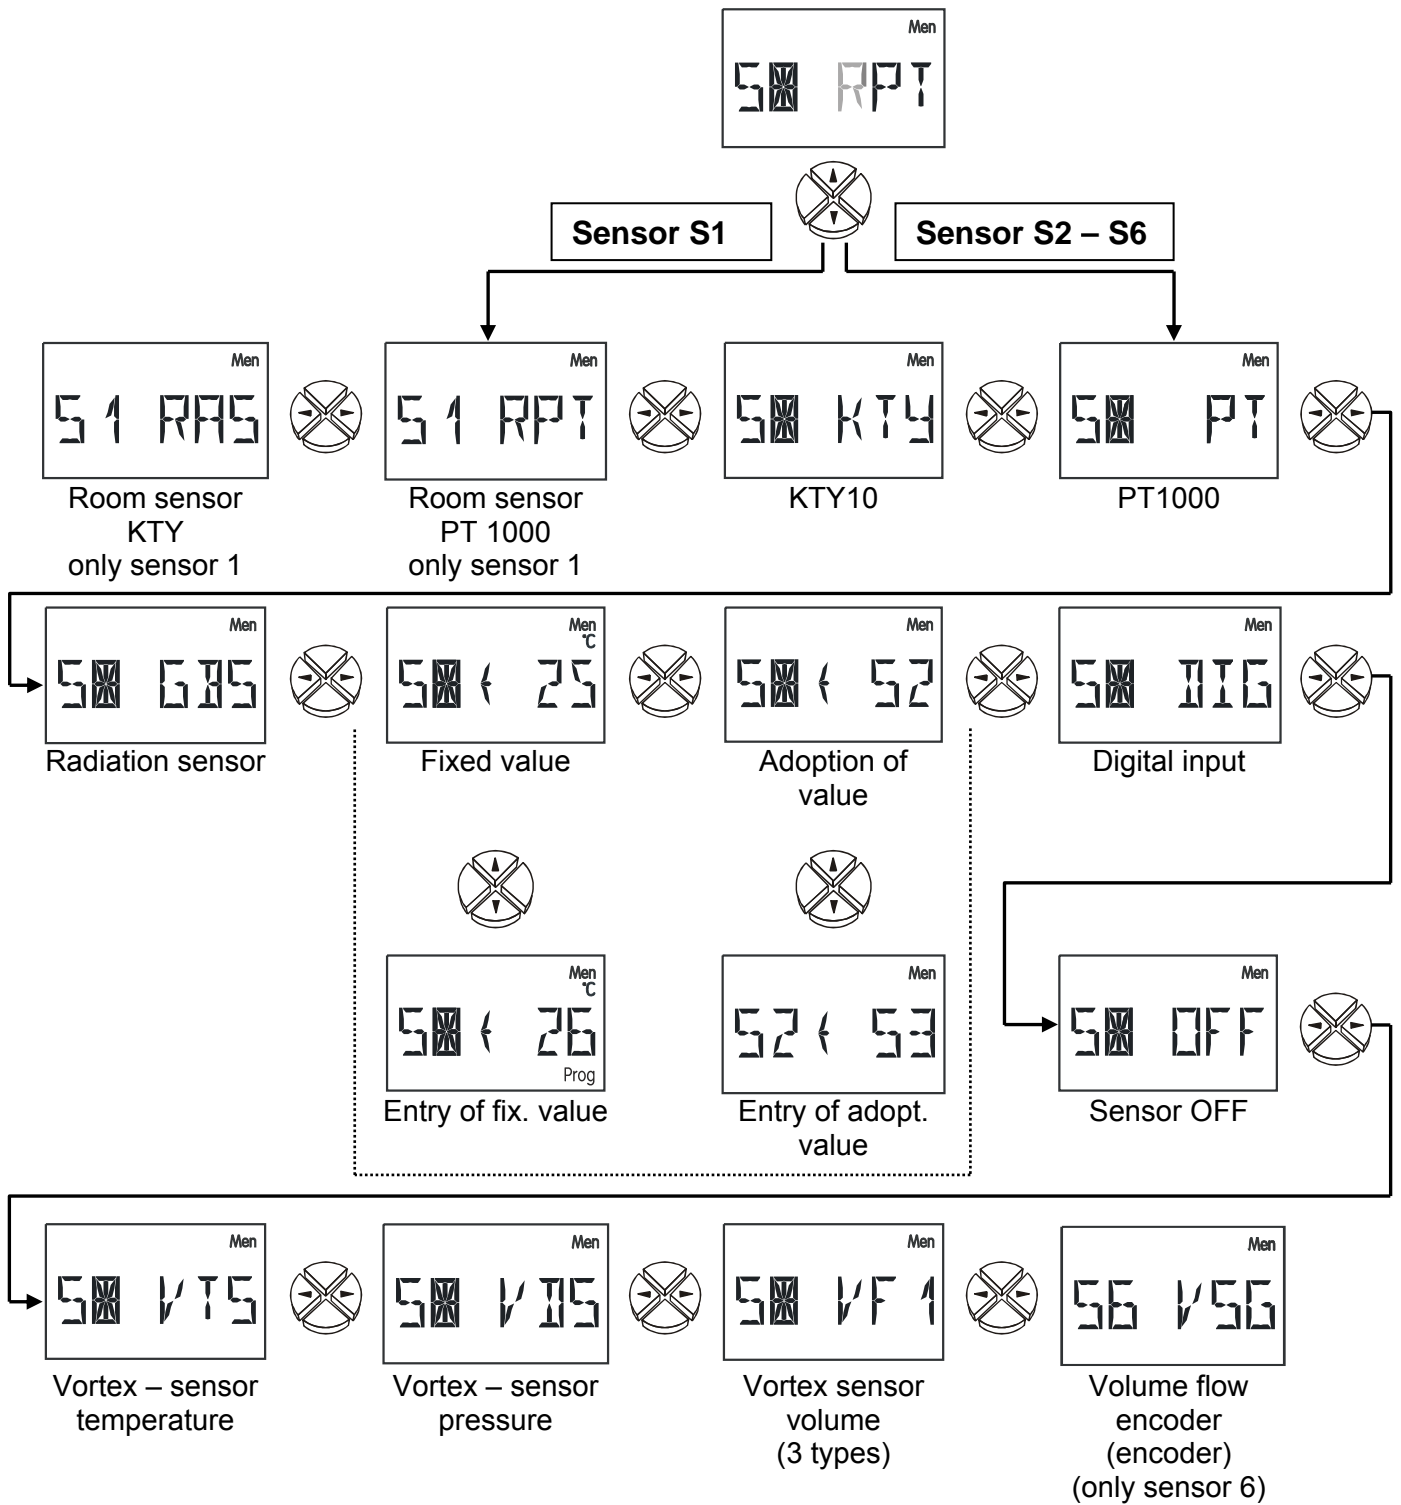 Men
S* RPT
Sensor S1
Sensor S2 – S6
Men
S1 RAS
Men
S1 RPT
Men
S* KTY
Men
S* PT
Room sensor
KTY
only sensor 1
Room sensor
PT 1000
only sensor 1
KTY10
PT1000
Men
S* GBS
Men
°C
S* < 25
Men
S* < S2
Men
S* DIG
Radiation sensor
Fixed value
Adoption of
value
Digital input
Men
°C
S* < 26
Prog
Men
S2 < S3
Men
S* OFF
Entry of fix. value
Entry of adopt.
value
Sensor OFF
Men
S* VTS
Men
S* VDS
Men
S* VF1
Men
S6 VSG
Vortex – sensor
temperature
Vortex – sensor
pressure
Vortex sensor
volume
(3 types)
Volume flow
encoder
(encoder)
(only sensor 6)